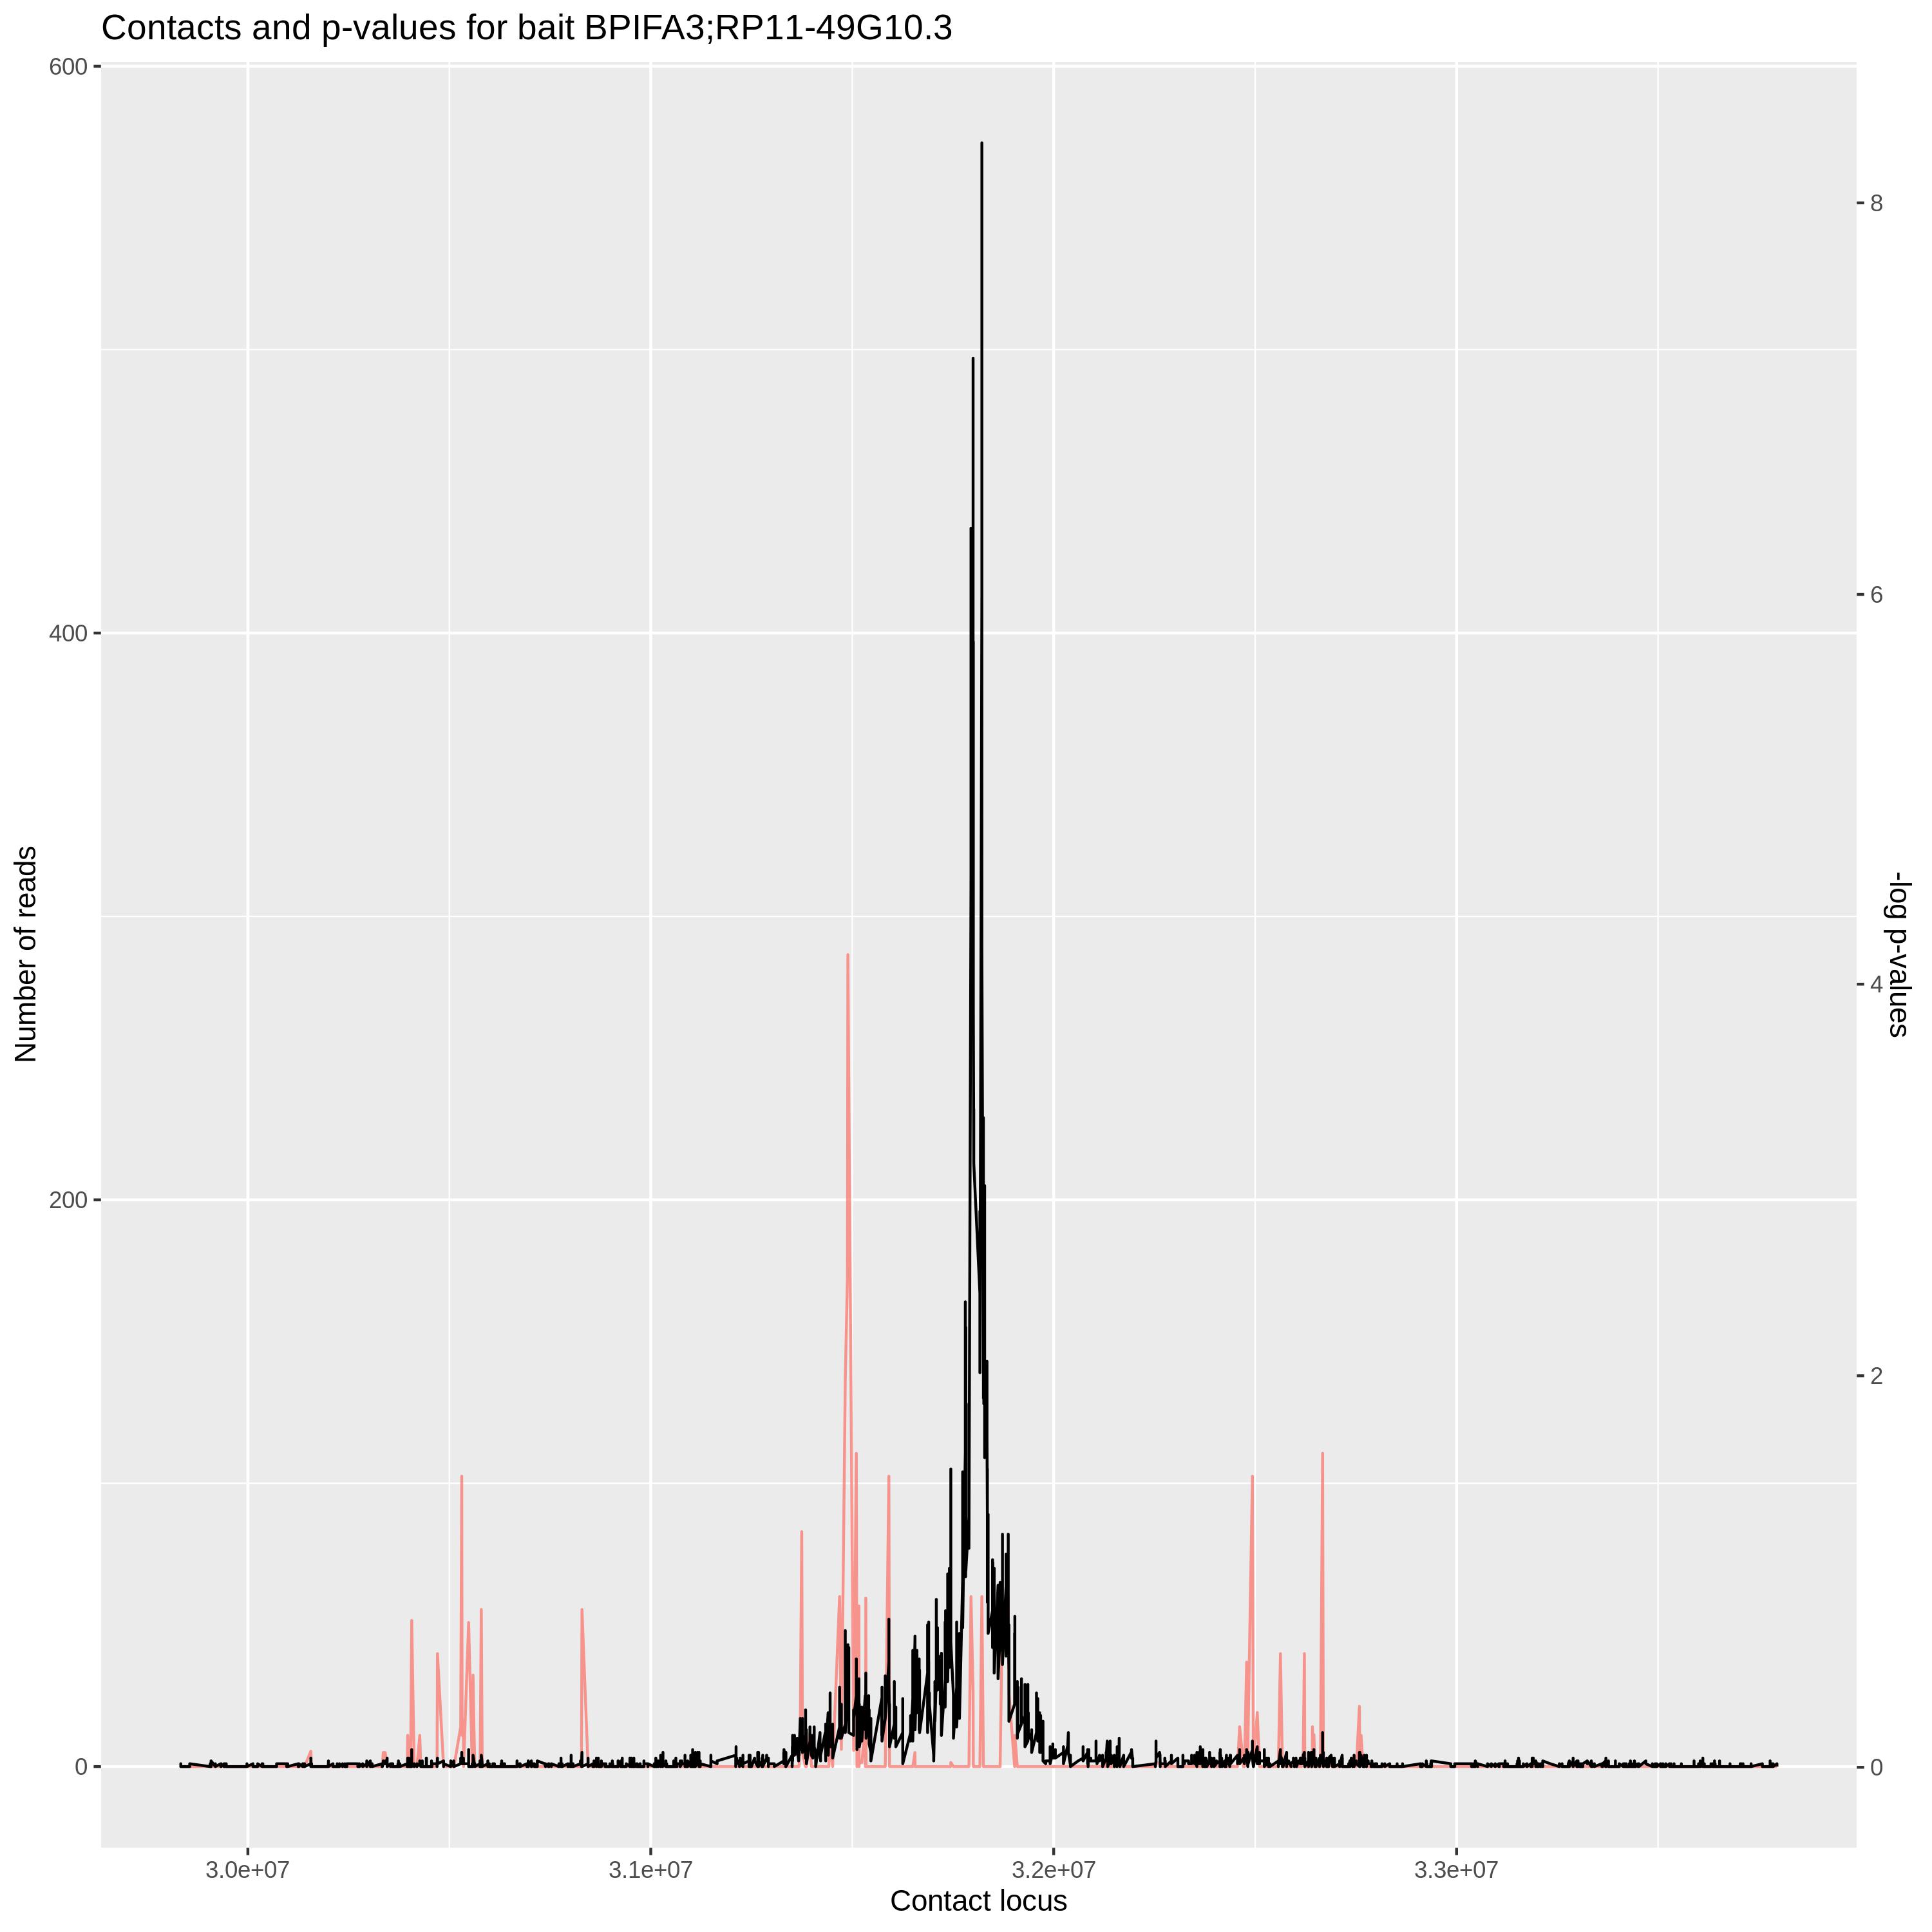 Contacts and p-values for bait BPIFA3;RP11-49G10.3
600
400
200
0
Number of reads
8
6
4
2
0
-log p-values
3.0e+07
3.1e+07
3.2e+07
3.3e+07
Contact locus